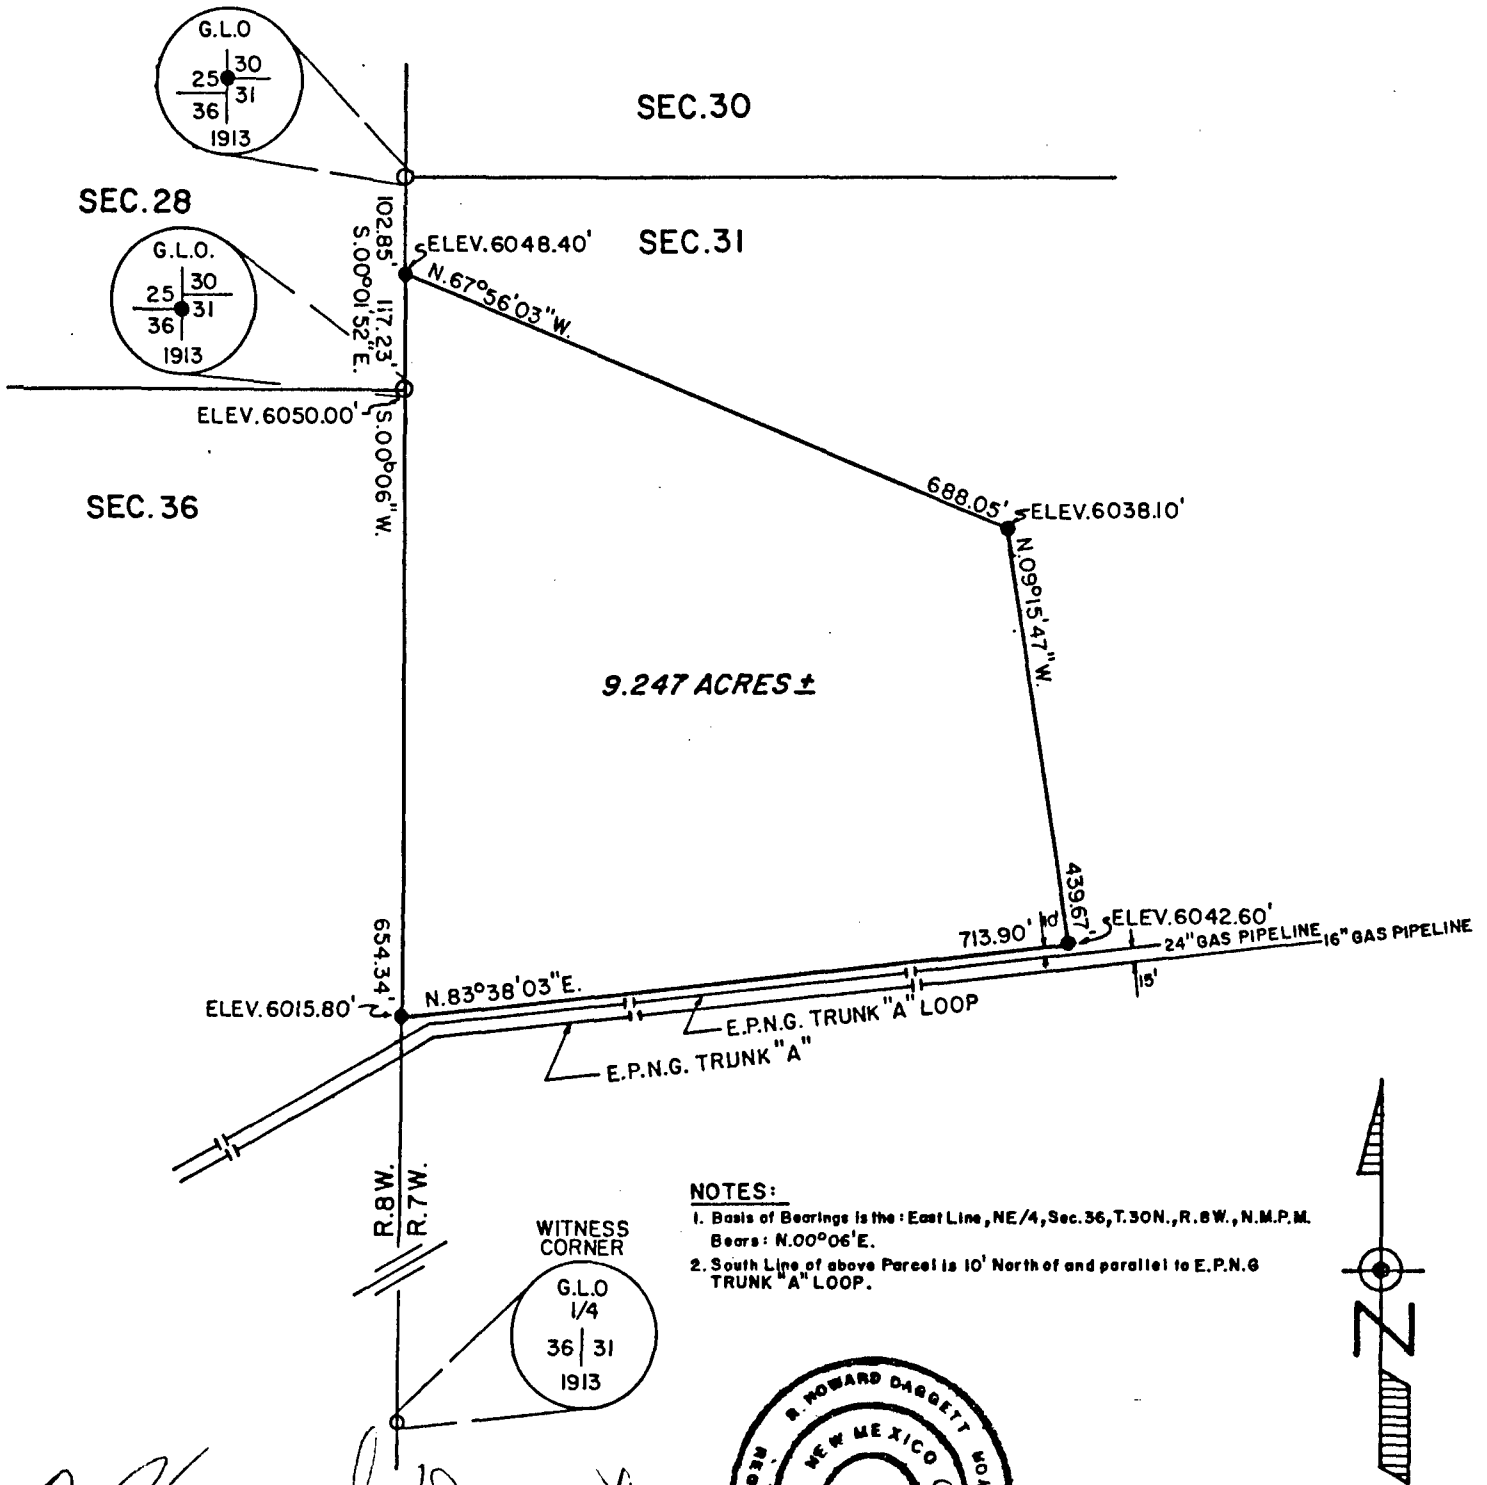 G.L.O
25 30
36 31
1913
SEC.30
SEC.28
G.L.O.
25 30
36 31
1913
102.85'
S.00°01'52"E.
117.23'
ELEV.6048.40'
SEC.31
N.67°56'03"W.
ELEV.6050.00'
S.00°06'W.
SEC.36
688.05'
ELEV.6038.10'
N.09°15'47"W.
9.247 ACRES ±
439.67'
654.34'
713.90'
10'
ELEV.6042.60'
24" GAS PIPELINE
16" GAS PIPELINE
15'
ELEV.6015.80'
N.83°38'03"E.
E.P.N.G. TRUNK "A" LOOP
E.P.N.G. TRUNK "A"
R.8W.
R.7W.
WITNESS
CORNER
G.L.O
1/4
36 | 31
1913
NOTES:
1. Basis of Bearings is the: East Line, NE/4, Sec.36, T.30N., R.8W., N.M.P.M.
Bears: N.00°06'E.
2. South Line of above Parcel is 10' North of and parallel to E.P.N.G
TRUNK "A" LOOP.
N
R. HOWARD DAGGETT
NEW MEXICO